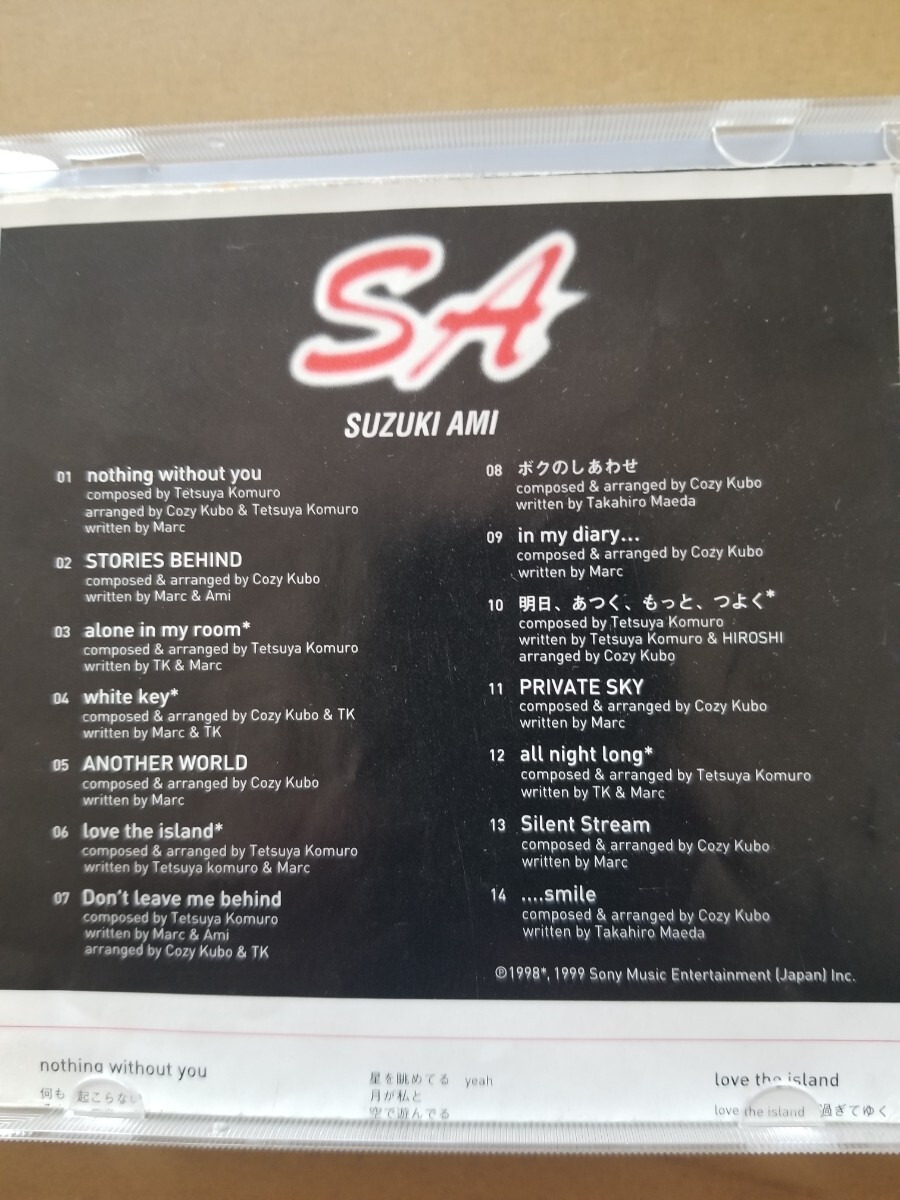 SA
SUZUKI AMI
01 nothing without you
composed by Tetsuya Komuro
arranged by Cozy Kubo & Tetsuya Komuro
written by Marc
02 STORIES BEHIND
composed & arranged by Cozy Kubo
written by Marc & Ami
03 alone in my room*
composed & arranged by Tetsuya Komuro
written by TK & Marc
04 white key*
composed & arranged by Cozy Kubo & TK
written by Marc & TK
05 ANOTHER WORLD
composed & arranged by Cozy Kubo
written by Marc
06 love the island*
composed & arranged by Tetsuya Komuro
written by Tetsuya komuro & Marc
07 Don't leave me behind
composed by Tetsuya Komuro
written by Marc & Ami
arranged by Cozy Kubo & TK
08 ボクのしあわせ
composed & arranged by Cozy Kubo
written by Takahiro Maeda
09 in my diary...
composed & arranged by Cozy Kubo
written by Marc
10 明日、あつく、もっと、つよく*
composed by Tetsuya Komuro
written by Tetsuya Komuro & HIROSHI
arranged by Cozy Kubo
11 PRIVATE SKY
composed & arranged by Cozy Kubo
written by Marc
12 all night long*
composed & arranged by Tetsuya Komuro
written by TK & Marc
13 Silent Stream
composed & arranged by Cozy Kubo
written by Marc
14 ....smile
composed & arranged by Cozy Kubo
written by Takahiro Maeda
℗1998*, 1999 Sony Music Entertainment (Japan) Inc.
nothing without you
何も 起こらない
星を眺めてる yeah
月が私と
空で遊んでる
love the island
love the island 過ぎてゆく